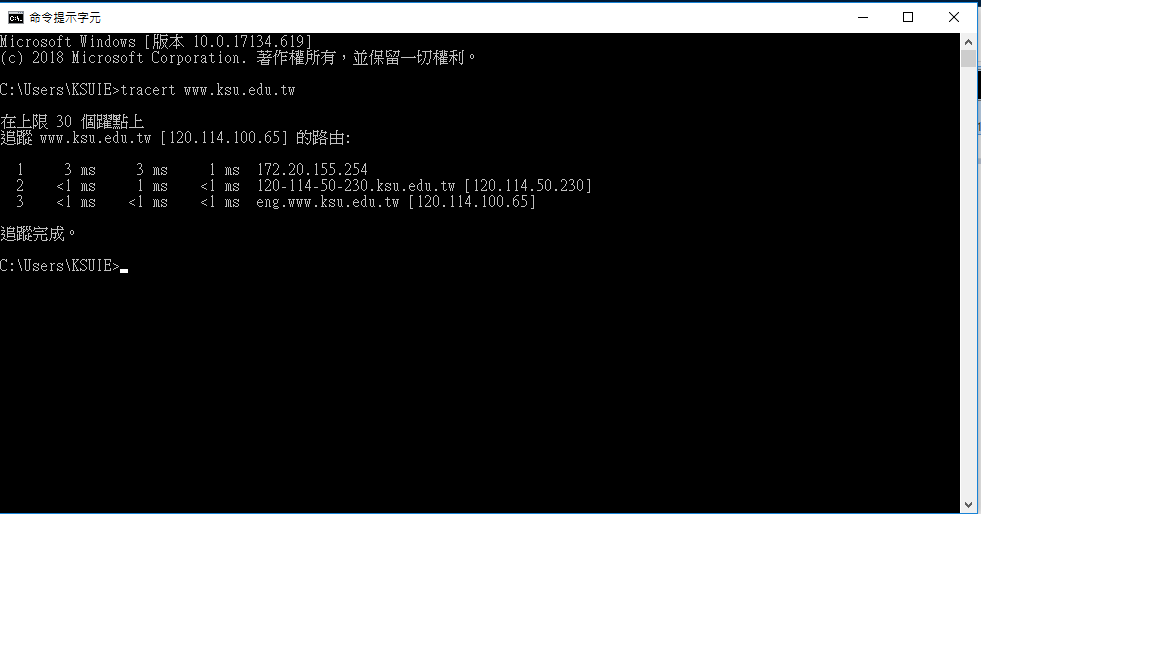 命令提示字元
Microsoft Windows [版本 10.0.17134.619]
(c) 2018 Microsoft Corporation. 著作權所有，並保留一切權利。
C:\Users\KSUIE>tracert www.ksu.edu.tw
在上限 30 個躍點上
追蹤 www.ksu.edu.tw [120.114.100.65] 的路由:
1 3 ms 3 ms 1 ms 172.20.155.254
2 <1 ms 1 ms <1 ms 120-114-50-230.ksu.edu.tw [120.114.50.230]
3 <1 ms <1 ms <1 ms eng.www.ksu.edu.tw [120.114.100.65]
追蹤完成。
C:\Users\KSUIE>